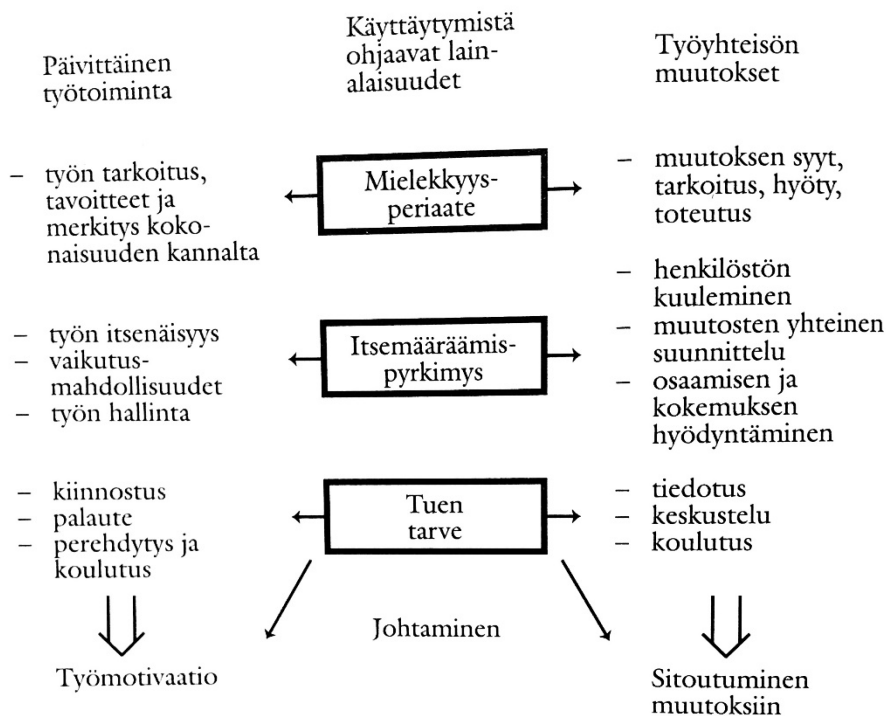 Päivittäinen
työtoiminta
Käyttäytymistä
ohjaavat lain-
alaisuudet
Työyhteisön
muutokset
– työn tarkoitus,
tavoitteet ja
merkitys koko-
naisuuden kannalta
Mielekkyys-
periaate
– muutoksen syyt,
tarkoitus, hyöty,
toteutus
– työn itsenäisyys
– vaikutus-
mahdollisuudet
– työn hallinta
Itsemääräämis-
pyrkimys
– henkilöstön
kuuleminen
– muutosten yhteinen
suunnittelu
– osaamisen ja
kokemuksen
hyödyntäminen
– kiinnostus
– palaute
– perehdytys ja
koulutus
Tuen
tarve
– tiedotus
– keskustelu
– koulutus
Johtaminen
Työmotivaatio
Sitoutuminen
muutoksiin